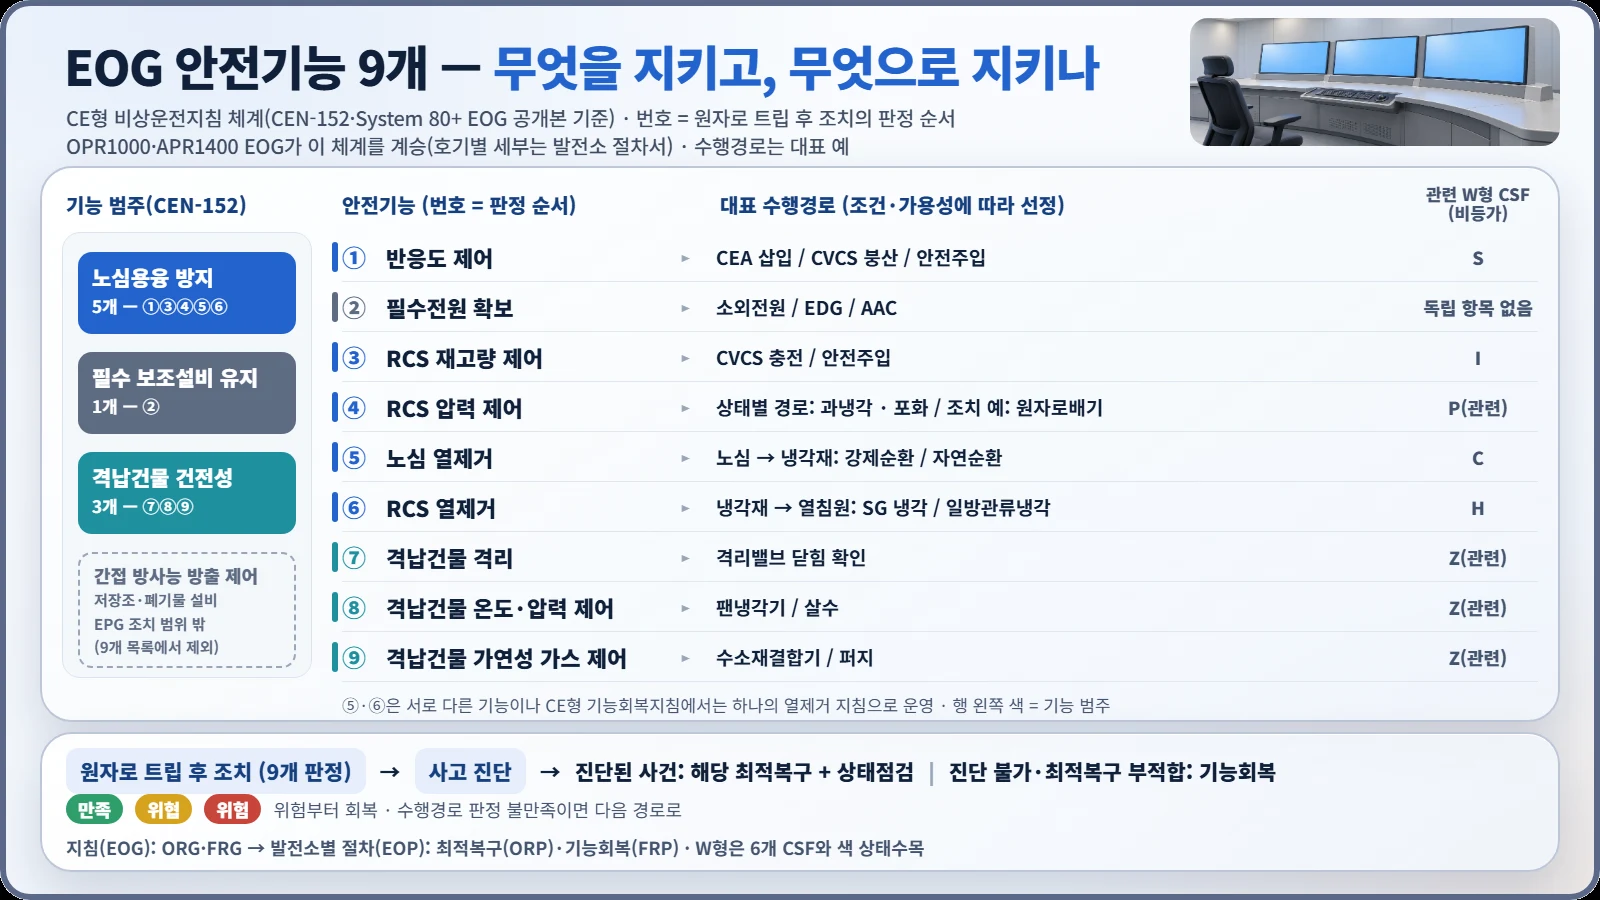 EOG 안전기능 9개 — 무엇을 지키고, 무엇으로 지키나
CE형 비상운전지침 체계(CEN-152·System 80+ EOG 공개본 기준) · 번호 = 원자로 트립 후 조치의 판정 순서
OPR1000·APR1400 EOG가 이 체계를 계승(호기별 세부는 발전소 절차서) · 수행경로는 대표 예
기능 범주(CEN-152)
노심용융 방지
5개 — ①③④⑤⑥
필수 보조설비 유지
1개 — ②
격납건물 건전성
3개 — ⑦⑧⑨
간접 방사능 방출 제어
저장조·폐기물 설비
EPG 조치 범위 밖
(9개 목록에서 제외)
안전기능 (번호 = 판정 순서) 대표 수행경로 (조건·가용성에 따라 선정) 관련 W형 CSF
(비등가)
① 반응도 제어 ▸ CEA 삽입 / CVCS 붕산 / 안전주입 S
② 필수전원 확보 ▸ 소외전원 / EDG / AAC 독립 항목 없음
③ RCS 재고량 제어 ▸ CVCS 충전 / 안전주입 I
④ RCS 압력 제어 ▸ 상태별 경로: 과냉각 · 포화 / 조치 예: 원자로배기 P(관련)
⑤ 노심 열제거 ▸ 노심 → 냉각재: 강제순환 / 자연순환 C
⑥ RCS 열제거 ▸ 냉각재 → 열침원: SG 냉각 / 일방관류냉각 H
⑦ 격납건물 격리 ▸ 격리밸브 닫힘 확인 Z(관련)
⑧ 격납건물 온도·압력 제어 ▸ 팬냉각기 / 살수 Z(관련)
⑨ 격납건물 가연성 가스 제어 ▸ 수소재결합기 / 퍼지 Z(관련)
⑤·⑥은 서로 다른 기능이나 CE형 기능회복지침에서는 하나의 열제거 지침으로 운영 · 행 왼쪽 색 = 기능 범주
원자로 트립 후 조치 (9개 판정) → 사고 진단 → 진단된 사건: 해당 최적복구 + 상태점검 | 진단 불가·최적복구 부적합: 기능회복
만족 위협 위험 위험부터 회복 · 수행경로 판정 불만족이면 다음 경로로
지침(EOG): ORG·FRG → 발전소별 절차(EOP): 최적복구(ORP)·기능회복(FRP) · W형은 6개 CSF와 색 상태수목